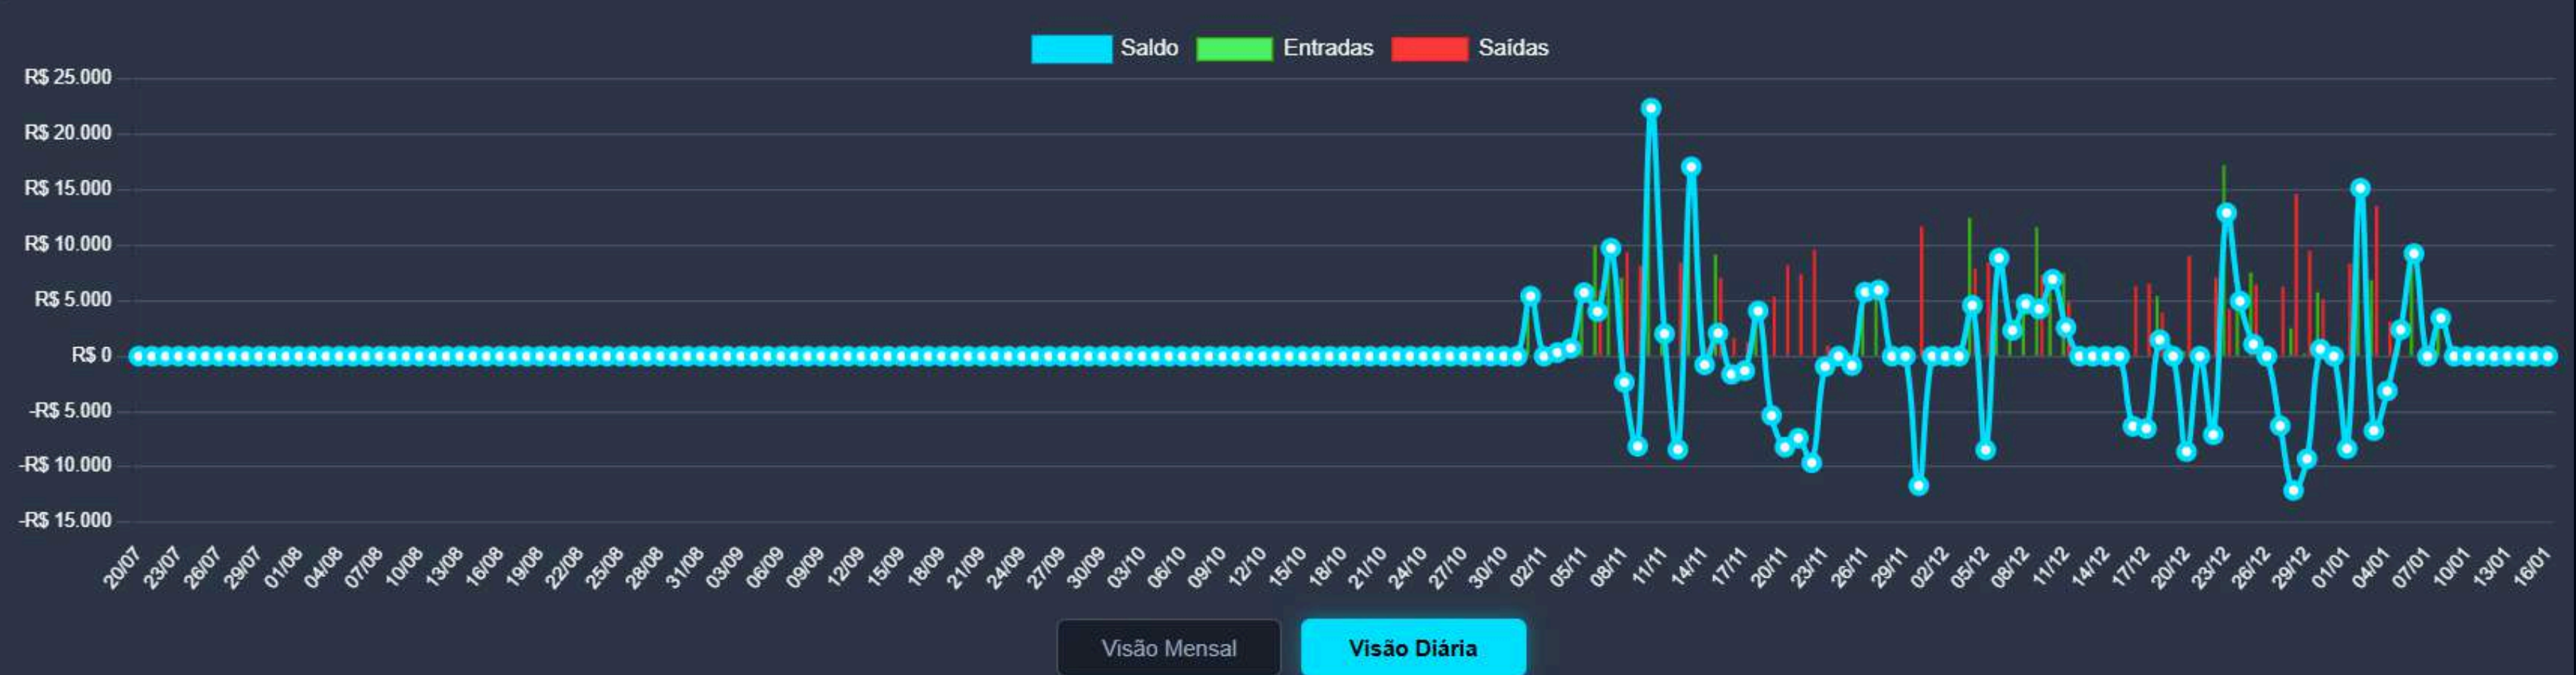 Saldo Entradas Saídas
R$ 25.000
R$ 20.000
R$ 15.000
R$ 10.000
R$ 5.000
R$ 0
-R$ 5.000
-R$ 10.000
-R$ 15.000
20/07 23/07 26/07 29/07 01/08 04/08 07/08 10/08 13/08 16/08 19/08 22/08 25/08 28/08 31/08 03/09 06/09 09/09 12/09 15/09 18/09 21/09 24/09 27/09 30/09 03/10 06/10 09/10 12/10 15/10 18/10 21/10 24/10 27/10 30/10 02/11 05/11 08/11 11/11 14/11 17/11 20/11 23/11 26/11 29/11 02/12 05/12 08/12 11/12 14/12 17/12 20/12 23/12 26/12 29/12 01/01 04/01 07/01 10/01 13/01 16/01
Visão Mensal Visão Diária